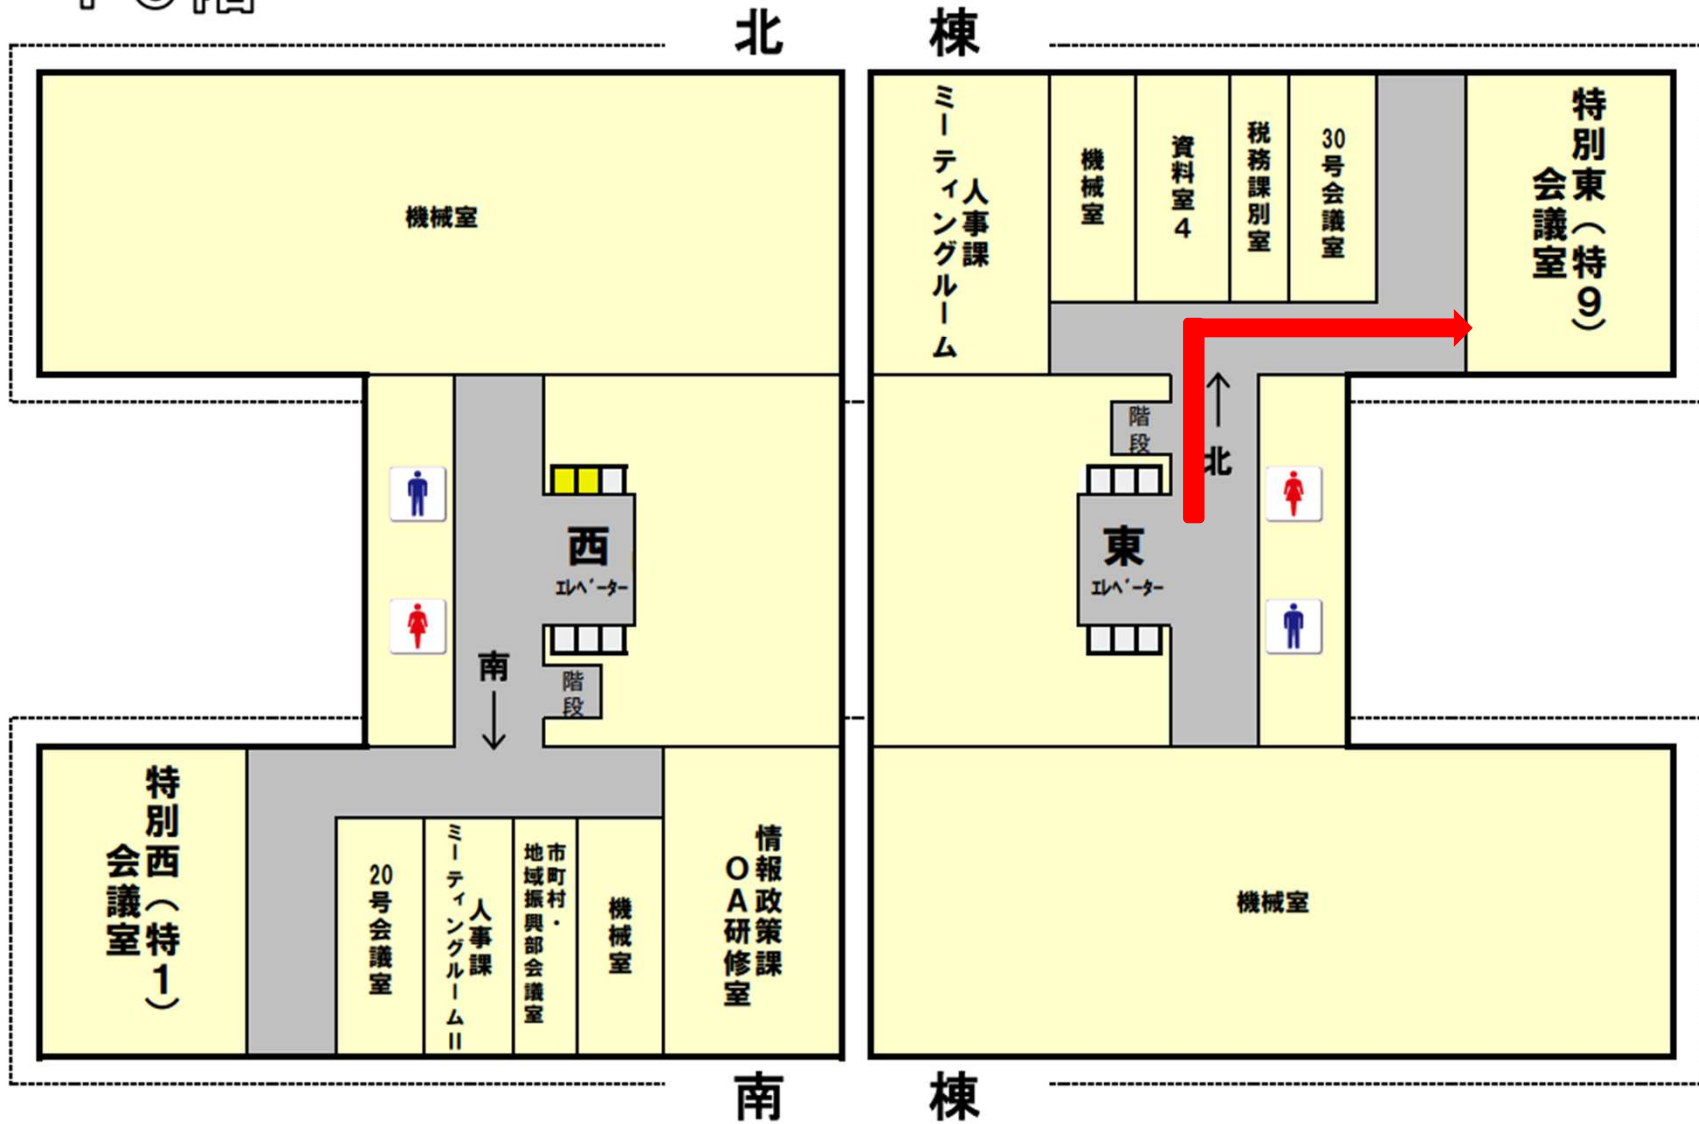 北 棟
機械室
人事課
ミーティングルーム
機械室
資料室4
税務課別室
30号会議室
特別東（特9）
会議室
階段
北
西
エレベーター
東
エレベーター
南
階段
特別西（特1）
会議室
20号会議室
人事課
ミーティングルームII
市町村・
地域振興部会議室
機械室
情報政策課
OA研修室
機械室
南 棟